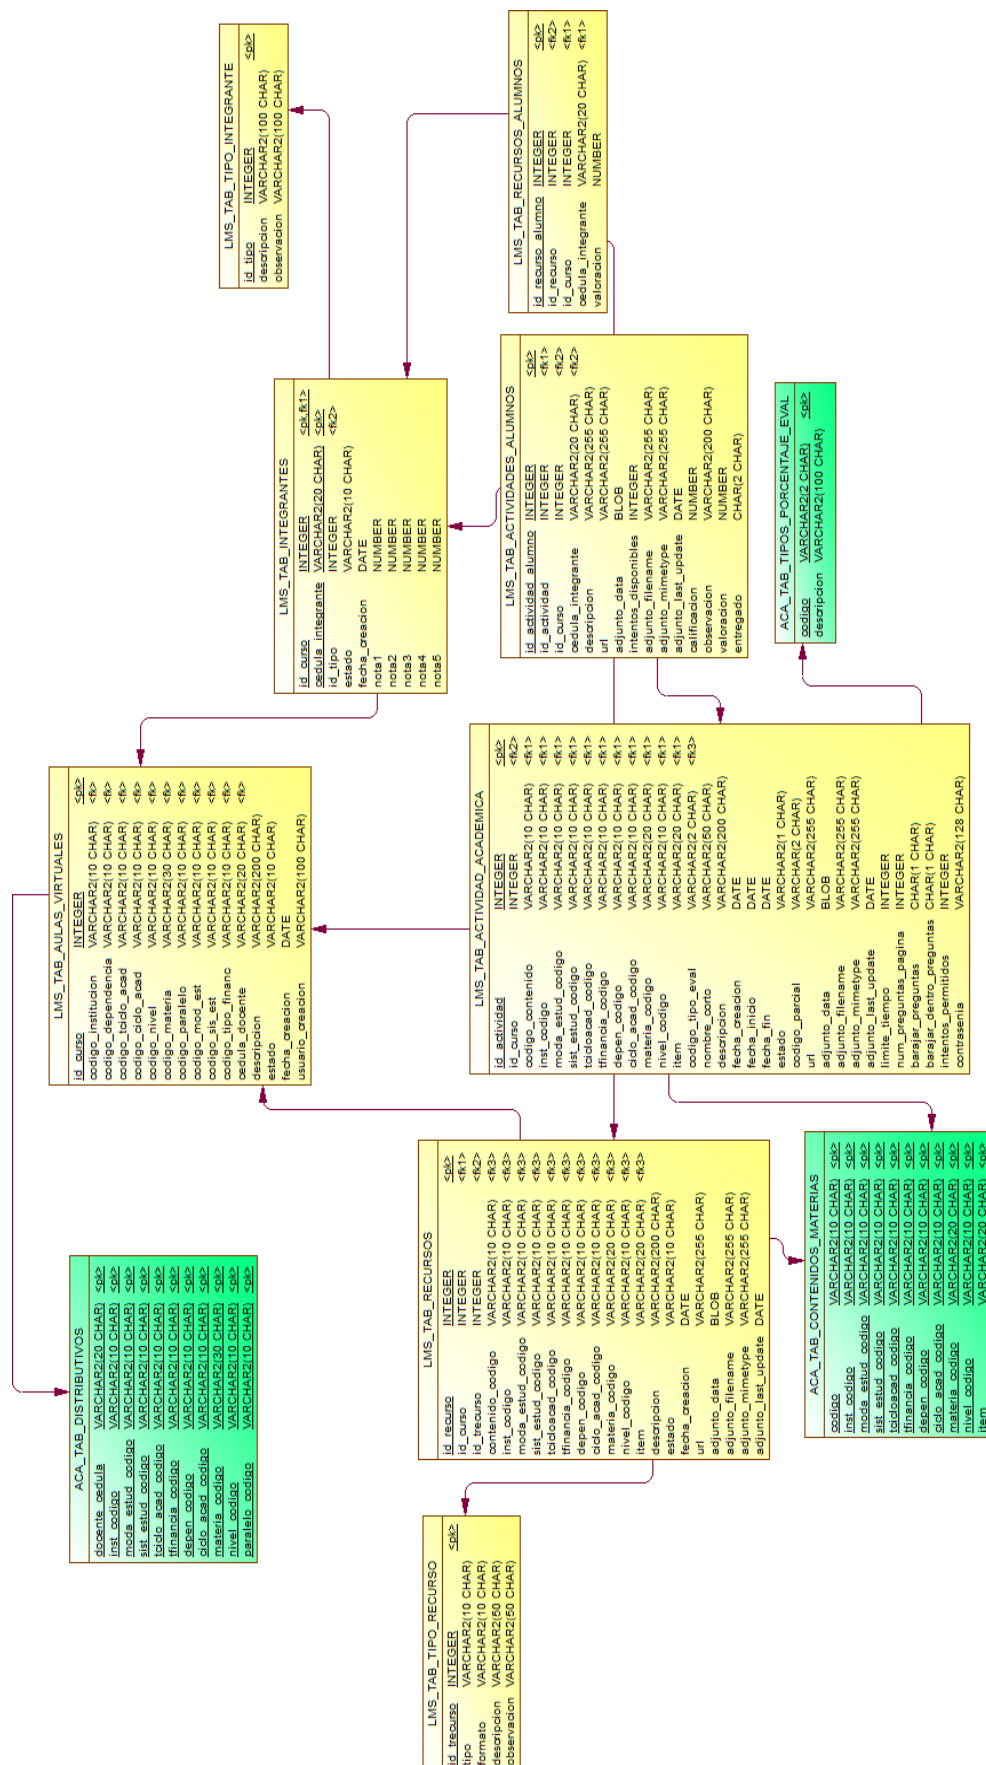 LMS_TAB_AULAS_VIRTUALES
id_curso INTEGER <pk>
codigo_institucion VARCHAR2(10 CHAR) <fk>
codigo_dependencia VARCHAR2(10 CHAR) <fk>
codigo_tciclo_acad VARCHAR2(10 CHAR) <fk>
codigo_ciclo_acad VARCHAR2(10 CHAR) <fk>
codigo_nivel VARCHAR2(10 CHAR) <fk>
codigo_materia VARCHAR2(30 CHAR) <fk>
codigo_paralelo VARCHAR2(10 CHAR) <fk>
codigo_mod_est VARCHAR2(10 CHAR) <fk>
codigo_sis_est VARCHAR2(10 CHAR) <fk>
codigo_tipo_financ VARCHAR2(10 CHAR) <fk>
cedula_docente VARCHAR2(20 CHAR) <fk>
descripcion VARCHAR2(200 CHAR)
estado VARCHAR2(10 CHAR)
fecha_creacion DATE
usuario_creacion VARCHAR2(100 CHAR)
ACA_TAB_DISTRIBUTIVOS
docente_cedula VARCHAR2(20 CHAR) <pk>
inst_codigo VARCHAR2(10 CHAR) <pk>
moda_estud_codigo VARCHAR2(10 CHAR) <pk>
sist_estud_codigo VARCHAR2(10 CHAR) <pk>
tciclo_acad_codigo VARCHAR2(10 CHAR) <pk>
tfinancia_codigo VARCHAR2(10 CHAR) <pk>
depen_codigo VARCHAR2(10 CHAR) <pk>
ciclo_acad_codigo VARCHAR2(10 CHAR) <pk>
materia_codigo VARCHAR2(30 CHAR) <pk>
nivel_codigo VARCHAR2(10 CHAR) <pk>
paralelo_codigo VARCHAR2(10 CHAR) <pk>
LMS_TAB_TIPO_INTEGRANTE
id_tipo INTEGER <pk>
descripcion VARCHAR2(100 CHAR)
observacion VARCHAR2(100 CHAR)
LMS_TAB_INTEGRANTES
id_curso INTEGER <pk,fk1>
cedula_integrante VARCHAR2(20 CHAR) <pk>
id_tipo INTEGER <fk2>
estado VARCHAR2(10 CHAR)
fecha_creacion DATE
nota1 NUMBER
nota2 NUMBER
nota3 NUMBER
nota4 NUMBER
nota5 NUMBER
LMS_TAB_TIPO_RECURSO
id_trecurso INTEGER <pk>
tipo VARCHAR2(10 CHAR)
formato VARCHAR2(10 CHAR)
descripcion VARCHAR2(50 CHAR)
observacion VARCHAR2(50 CHAR)
LMS_TAB_RECURSOS
id_recurso INTEGER <pk>
id_curso INTEGER <fk1>
id_trecurso INTEGER <fk2>
contenido_codigo VARCHAR2(10 CHAR) <fk3>
inst_codigo VARCHAR2(10 CHAR) <fk3>
moda_estud_codigo VARCHAR2(10 CHAR) <fk3>
sist_estud_codigo VARCHAR2(10 CHAR) <fk3>
tcicloacad_codigo VARCHAR2(10 CHAR) <fk3>
tfinancia_codigo VARCHAR2(10 CHAR) <fk3>
depen_codigo VARCHAR2(10 CHAR) <fk3>
ciclo_acad_codigo VARCHAR2(10 CHAR) <fk3>
materia_codigo VARCHAR2(20 CHAR) <fk3>
nivel_codigo VARCHAR2(10 CHAR) <fk3>
item VARCHAR2(20 CHAR) <fk3>
descripcion VARCHAR2(200 CHAR)
estado VARCHAR2(10 CHAR)
fecha_creacion DATE
url VARCHAR2(255 CHAR)
adjunto_data BLOB
adjunto_filename VARCHAR2(255 CHAR)
adjunto_mimetype VARCHAR2(255 CHAR)
adjunto_last_update DATE
LMS_TAB_ACTIVIDAD_ACADEMICA
id_actividad INTEGER <pk>
id_curso INTEGER <fk2>
codigo_contenido VARCHAR2(10 CHAR) <fk1>
inst_codigo VARCHAR2(10 CHAR) <fk1>
moda_estud_codigo VARCHAR2(10 CHAR) <fk1>
sist_estud_codigo VARCHAR2(10 CHAR) <fk1>
tcicloacad_codigo VARCHAR2(10 CHAR) <fk1>
tfinancia_codigo VARCHAR2(10 CHAR) <fk1>
depen_codigo VARCHAR2(10 CHAR) <fk1>
ciclo_acad_codigo VARCHAR2(10 CHAR) <fk1>
materia_codigo VARCHAR2(20 CHAR) <fk1>
nivel_codigo VARCHAR2(10 CHAR) <fk1>
item VARCHAR2(20 CHAR) <fk1>
codigo_tipo_eval VARCHAR2(2 CHAR) <fk3>
nombre_corto VARCHAR2(50 CHAR)
descripcion VARCHAR2(200 CHAR)
fecha_creacion DATE
fecha_inicio DATE
fecha_fin DATE
estado VARCHAR2(1 CHAR)
codigo_parcial VARCHAR(2 CHAR)
url VARCHAR2(255 CHAR)
adjunto_data BLOB
adjunto_filename VARCHAR2(255 CHAR)
adjunto_mimetype VARCHAR2(255 CHAR)
adjunto_last_update DATE
limite_tiempo INTEGER
num_preguntas_pagina INTEGER
barajar_preguntas CHAR(1 CHAR)
barajar_dentro_preguntas CHAR(1 CHAR)
intentos_permitidos INTEGER
contrasenia VARCHAR2(128 CHAR)
LMS_TAB_ACTIVIDADES_ALUMNOS
id_actividad_alumno INTEGER <pk>
id_actividad INTEGER <fk1>
id_curso INTEGER <fk2>
cedula_integrante VARCHAR2(20 CHAR) <fk2>
descripcion VARCHAR2(255 CHAR)
url VARCHAR2(255 CHAR)
adjunto_data BLOB
intentos_disponibles INTEGER
adjunto_filename VARCHAR2(255 CHAR)
adjunto_mimetype VARCHAR2(255 CHAR)
adjunto_last_update DATE
calificacion NUMBER
observacion VARCHAR2(200 CHAR)
valoracion NUMBER
entregado CHAR(2 CHAR)
LMS_TAB_RECURSOS_ALUMNOS
id_recurso_alumno INTEGER <pk>
id_recurso INTEGER <fk2>
id_curso INTEGER <fk1>
cedula_integrante VARCHAR2(20 CHAR) <fk1>
valoracion NUMBER
ACA_TAB_TIPOS_PORCENTAJE_EVAL
codigo VARCHAR2(2 CHAR) <pk>
descripcion VARCHAR2(100 CHAR)
ACA_TAB_CONTENIDOS_MATERIAS
codigo VARCHAR2(10 CHAR) <pk>
inst_codigo VARCHAR2(10 CHAR) <pk>
moda_estud_codigo VARCHAR2(10 CHAR) <pk>
sist_estud_codigo VARCHAR2(10 CHAR) <pk>
tcicloacad_codigo VARCHAR2(10 CHAR) <pk>
tfinancia_codigo VARCHAR2(10 CHAR) <pk>
depen_codigo VARCHAR2(10 CHAR) <pk>
ciclo_acad_codigo VARCHAR2(10 CHAR) <pk>
materia_codigo VARCHAR2(20 CHAR) <pk>
nivel_codigo VARCHAR2(10 CHAR) <pk>
item VARCHAR2(20 CHAR) <pk>